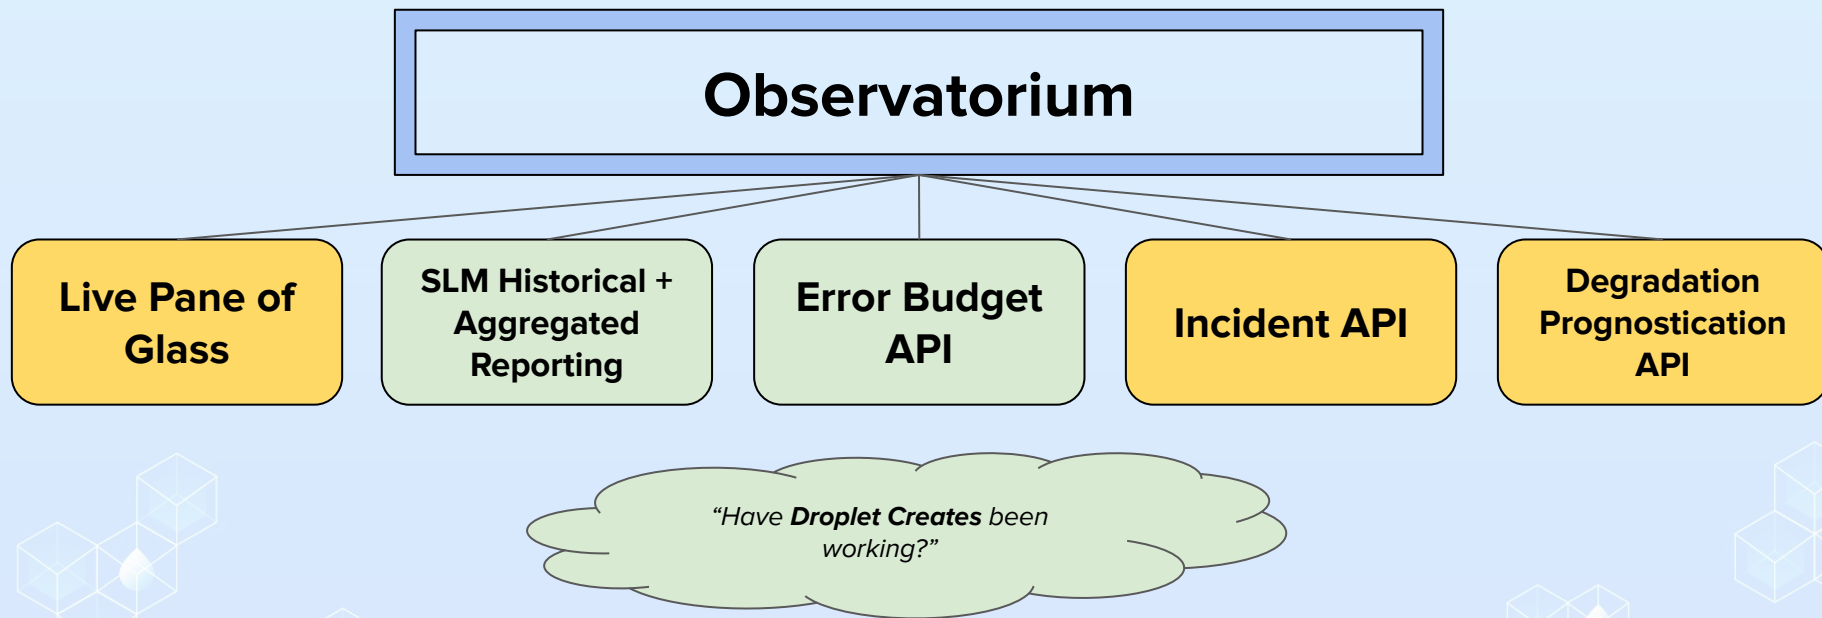 Observatorium
Live Pane of
Glass
SLM Historical +
Aggregated
Reporting
Error Budget
API
Incident API
Degradation
Prognostication
API
“Have Droplet Creates been
working?”